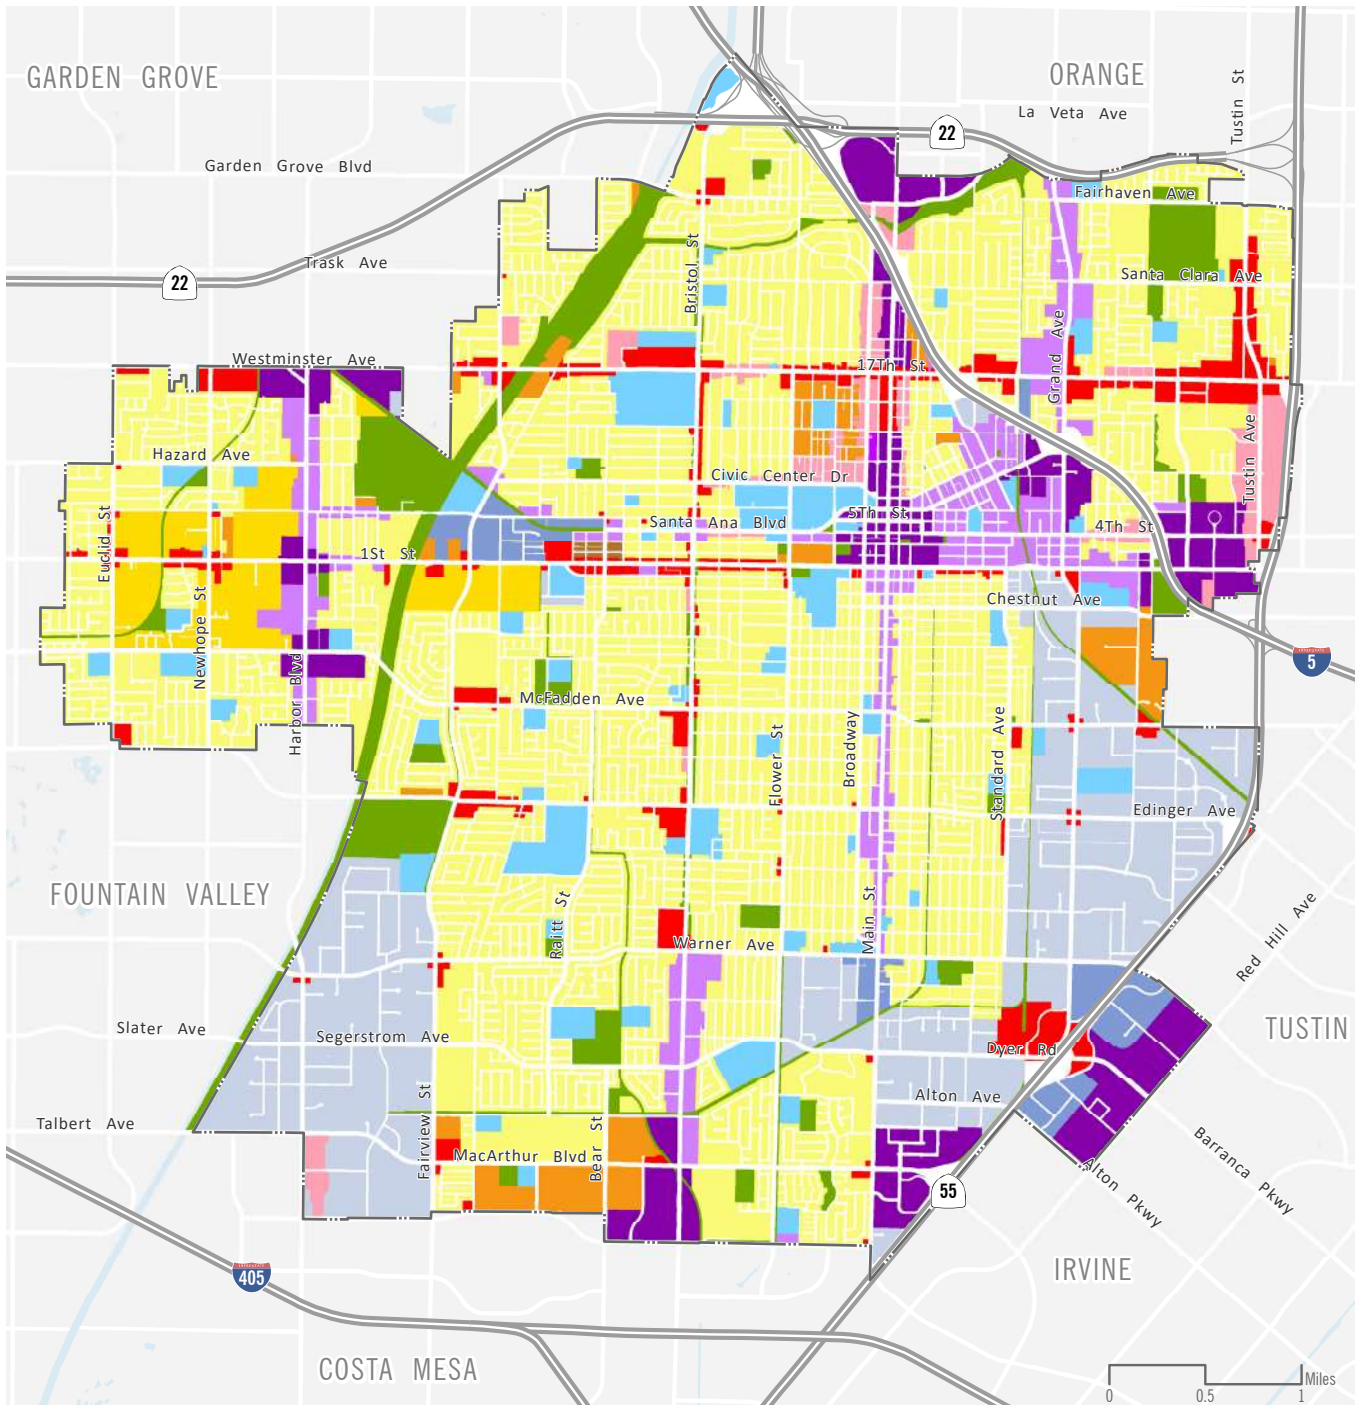 GARDEN GROVE
ORANGE
Tustin St
La Veta Ave
22
Garden Grove Blvd
Fairhaven Ave
Trask Ave
22
Bristol St
Santa Clara Ave
Grand Ave
Westminster Ave
17Th St
Hazard Ave
Civic Center Dr
Tustin Ave
Euclid St
Santa Ana Blvd
5Th St
4Th St
1St St
Chestnut Ave
Newhope St
INTERSTATE
5
Harbor Blvd
McFadden Ave
Flower St
Broadway
Standard Ave
Edinger Ave
FOUNTAIN VALLEY
Raitt St
Main St
Warner Ave
Red Hill Ave
Slater Ave
Segerstrom Ave
TUSTIN
Dyer Rd
Alton Ave
Fairview St
Talbert Ave
Bear St
MacArthur Blvd
Barranca Pkwy
Alton Pkwy
55
INTERSTATE
405
IRVINE
COSTA MESA
Miles
0 0.5 1